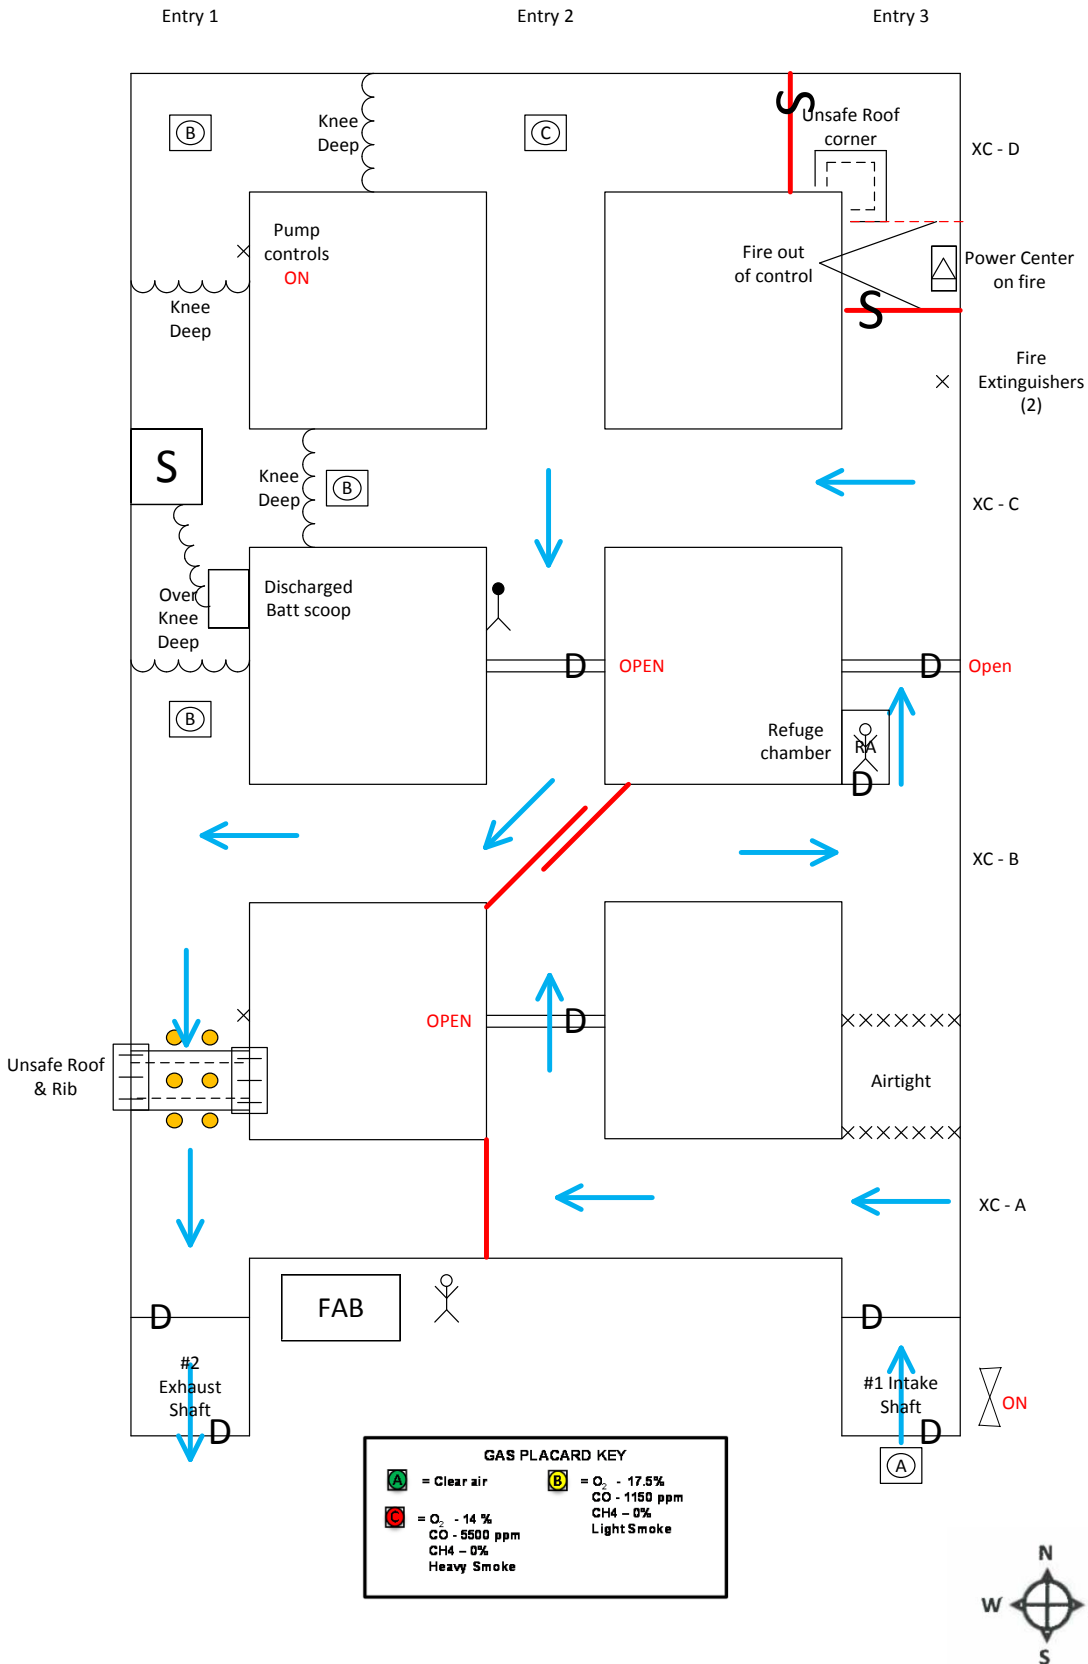 Entry 1
Entry 2
Entry 3
B
Knee
Deep
C
S
Unsafe Roof
corner
XC - D
Pump
controls
ON
Fire out
of control
Power Center
on fire
Knee
Deep
S
Fire
Extinguishers
(2)
S
Knee
Deep
B
XC - C
Over
Knee
Deep
Discharged
Batt scoop
D
OPEN
D
Open
B
Refuge
chamber
RA
D
XC - B
OPEN
D
Unsafe Roof
& Rib
Airtight
XC - A
FAB
D
D
#2
Exhaust
Shaft
D
#1 Intake
Shaft
D
ON
A
GAS PLACARD KEY
A = Clear air
B = O2 - 17.5%
CO - 1150 ppm
CH4 – 0%
Light Smoke
C = O2 - 14 %
CO - 5500 ppm
CH4 – 0%
Heavy Smoke
N
W
E
S